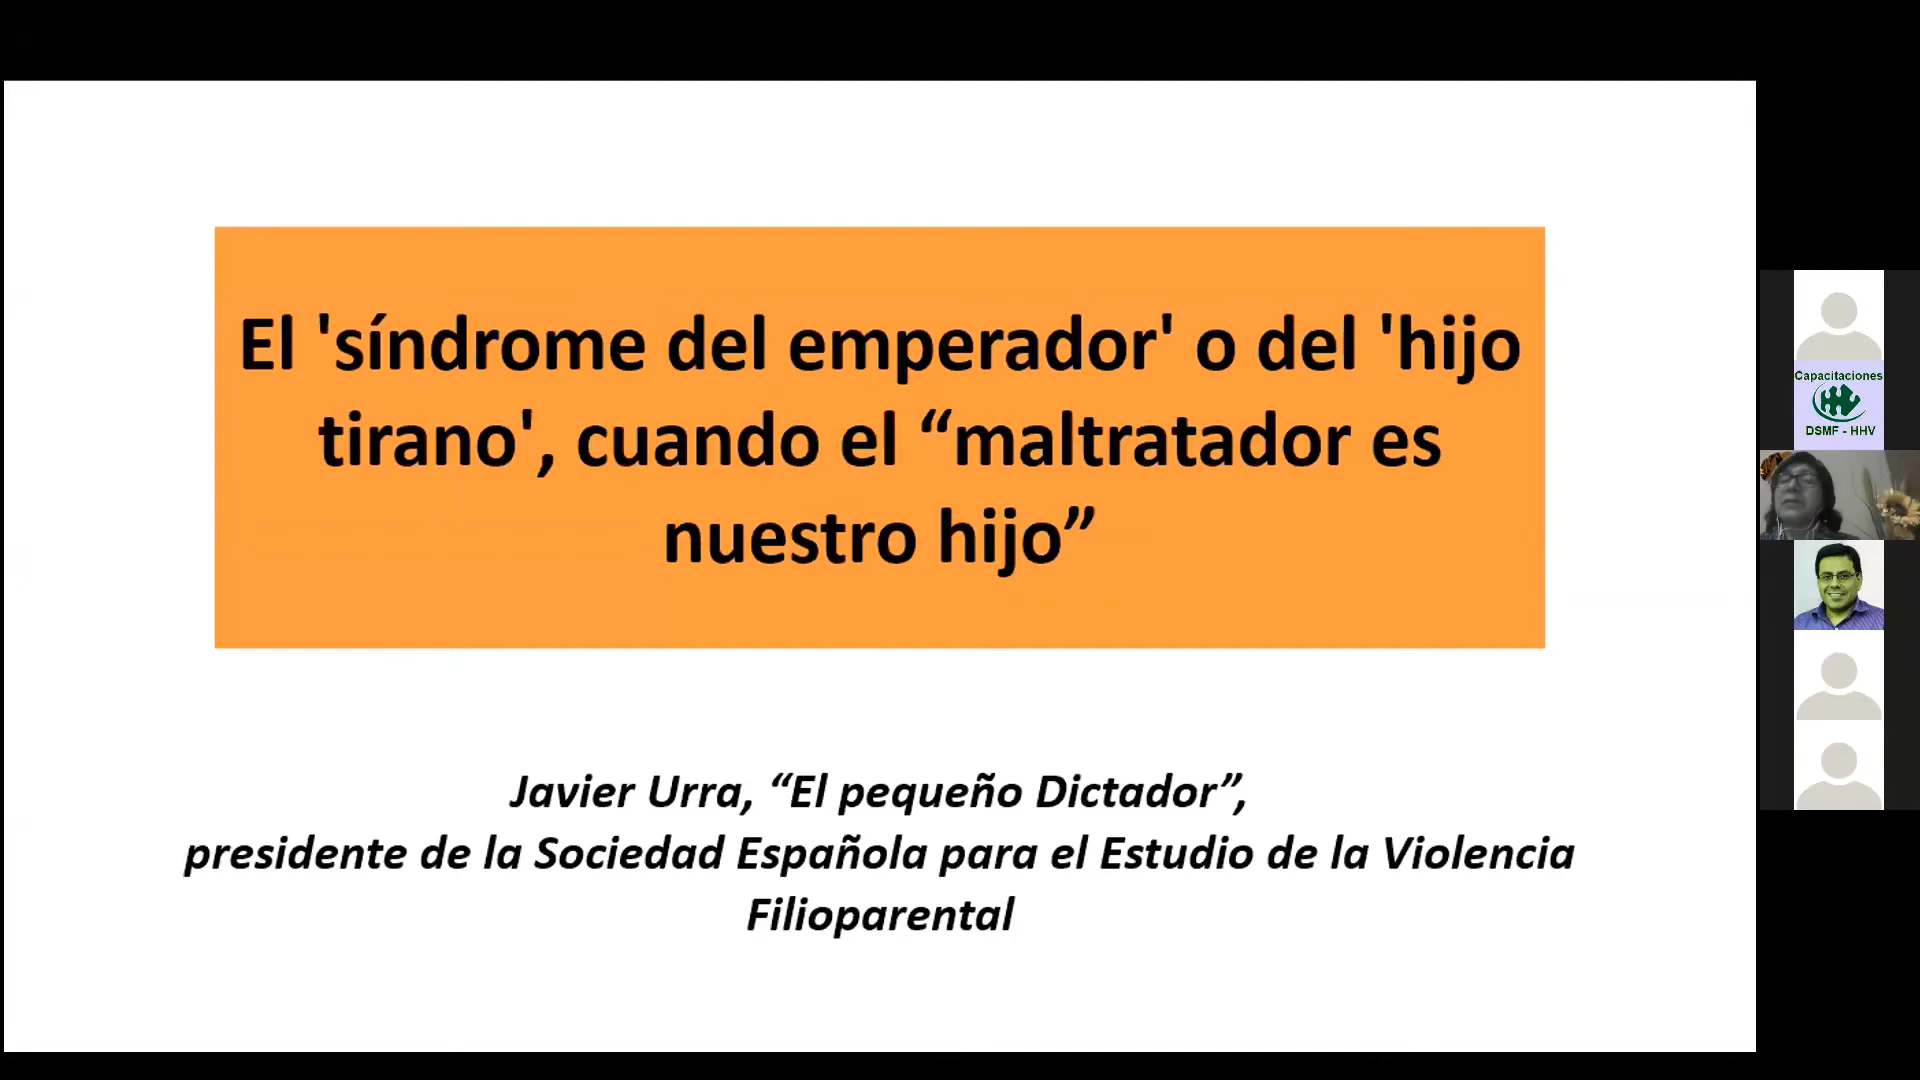 El 'síndrome del emperador' o del 'hijo
tirano', cuando el “maltratador es
nuestro hijo”
Javier Urra, “El pequeño Dictador”,
presidente de la Sociedad Española para el Estudio de la Violencia
Filioparental
Capacitaciones
DSMF - HHV